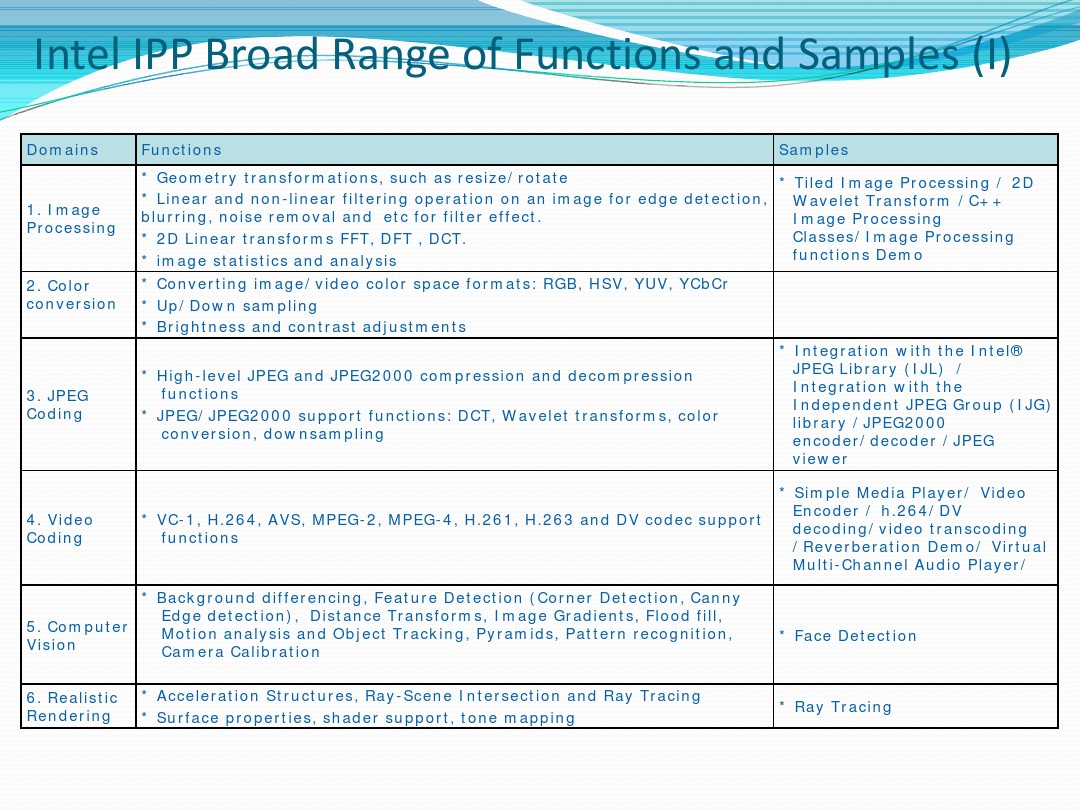 Intel IPP Broad Range of Functions and Samples (I)
Domains
Functions
Samples
1. Image
Processing
* Geometry transformations, such as resize/rotate
* Linear and non-linear filtering operation on an image for edge detection,
blurring, noise removal and etc for filter effect.
* 2D Linear transforms FFT, DFT , DCT.
* image statistics and analysis
* Tiled Image Processing / 2D
Wavelet Transform / C++
Image Processing
Classes/Image Processing
functions Demo
2. Color
conversion
* Converting image/video color space formats: RGB, HSV, YUV, YCbCr
* Up/Down sampling
* Brightness and contrast adjustments
3. JPEG
Coding
* High-level JPEG and JPEG2000 compression and decompression
functions
* JPEG/JPEG2000 support functions: DCT, Wavelet transforms, color
conversion, downsampling
* Integration with the Intel®
JPEG Library (IJL) /
Integration with the
Independent JPEG Group (IJG)
library / JPEG2000
encoder/decoder / JPEG
viewer
4. Video
Coding
* VC-1, H.264, AVS, MPEG-2, MPEG-4, H.261, H.263 and DV codec support
functions
* Simple Media Player/ Video
Encoder / h.264/DV
decoding/video transcoding
/ Reverberation Demo/ Virtual
Multi-Channel Audio Player/
5. Computer
Vision
* Background differencing, Feature Detection (Corner Detection, Canny
Edge detection), Distance Transforms, Image Gradients, Flood fill,
Motion analysis and Object Tracking, Pyramids, Pattern recognition,
Camera Calibration
* Face Detection
6. Realistic
Rendering
* Acceleration Structures, Ray-Scene Intersection and Ray Tracing
* Surface properties, shader support, tone mapping
* Ray Tracing